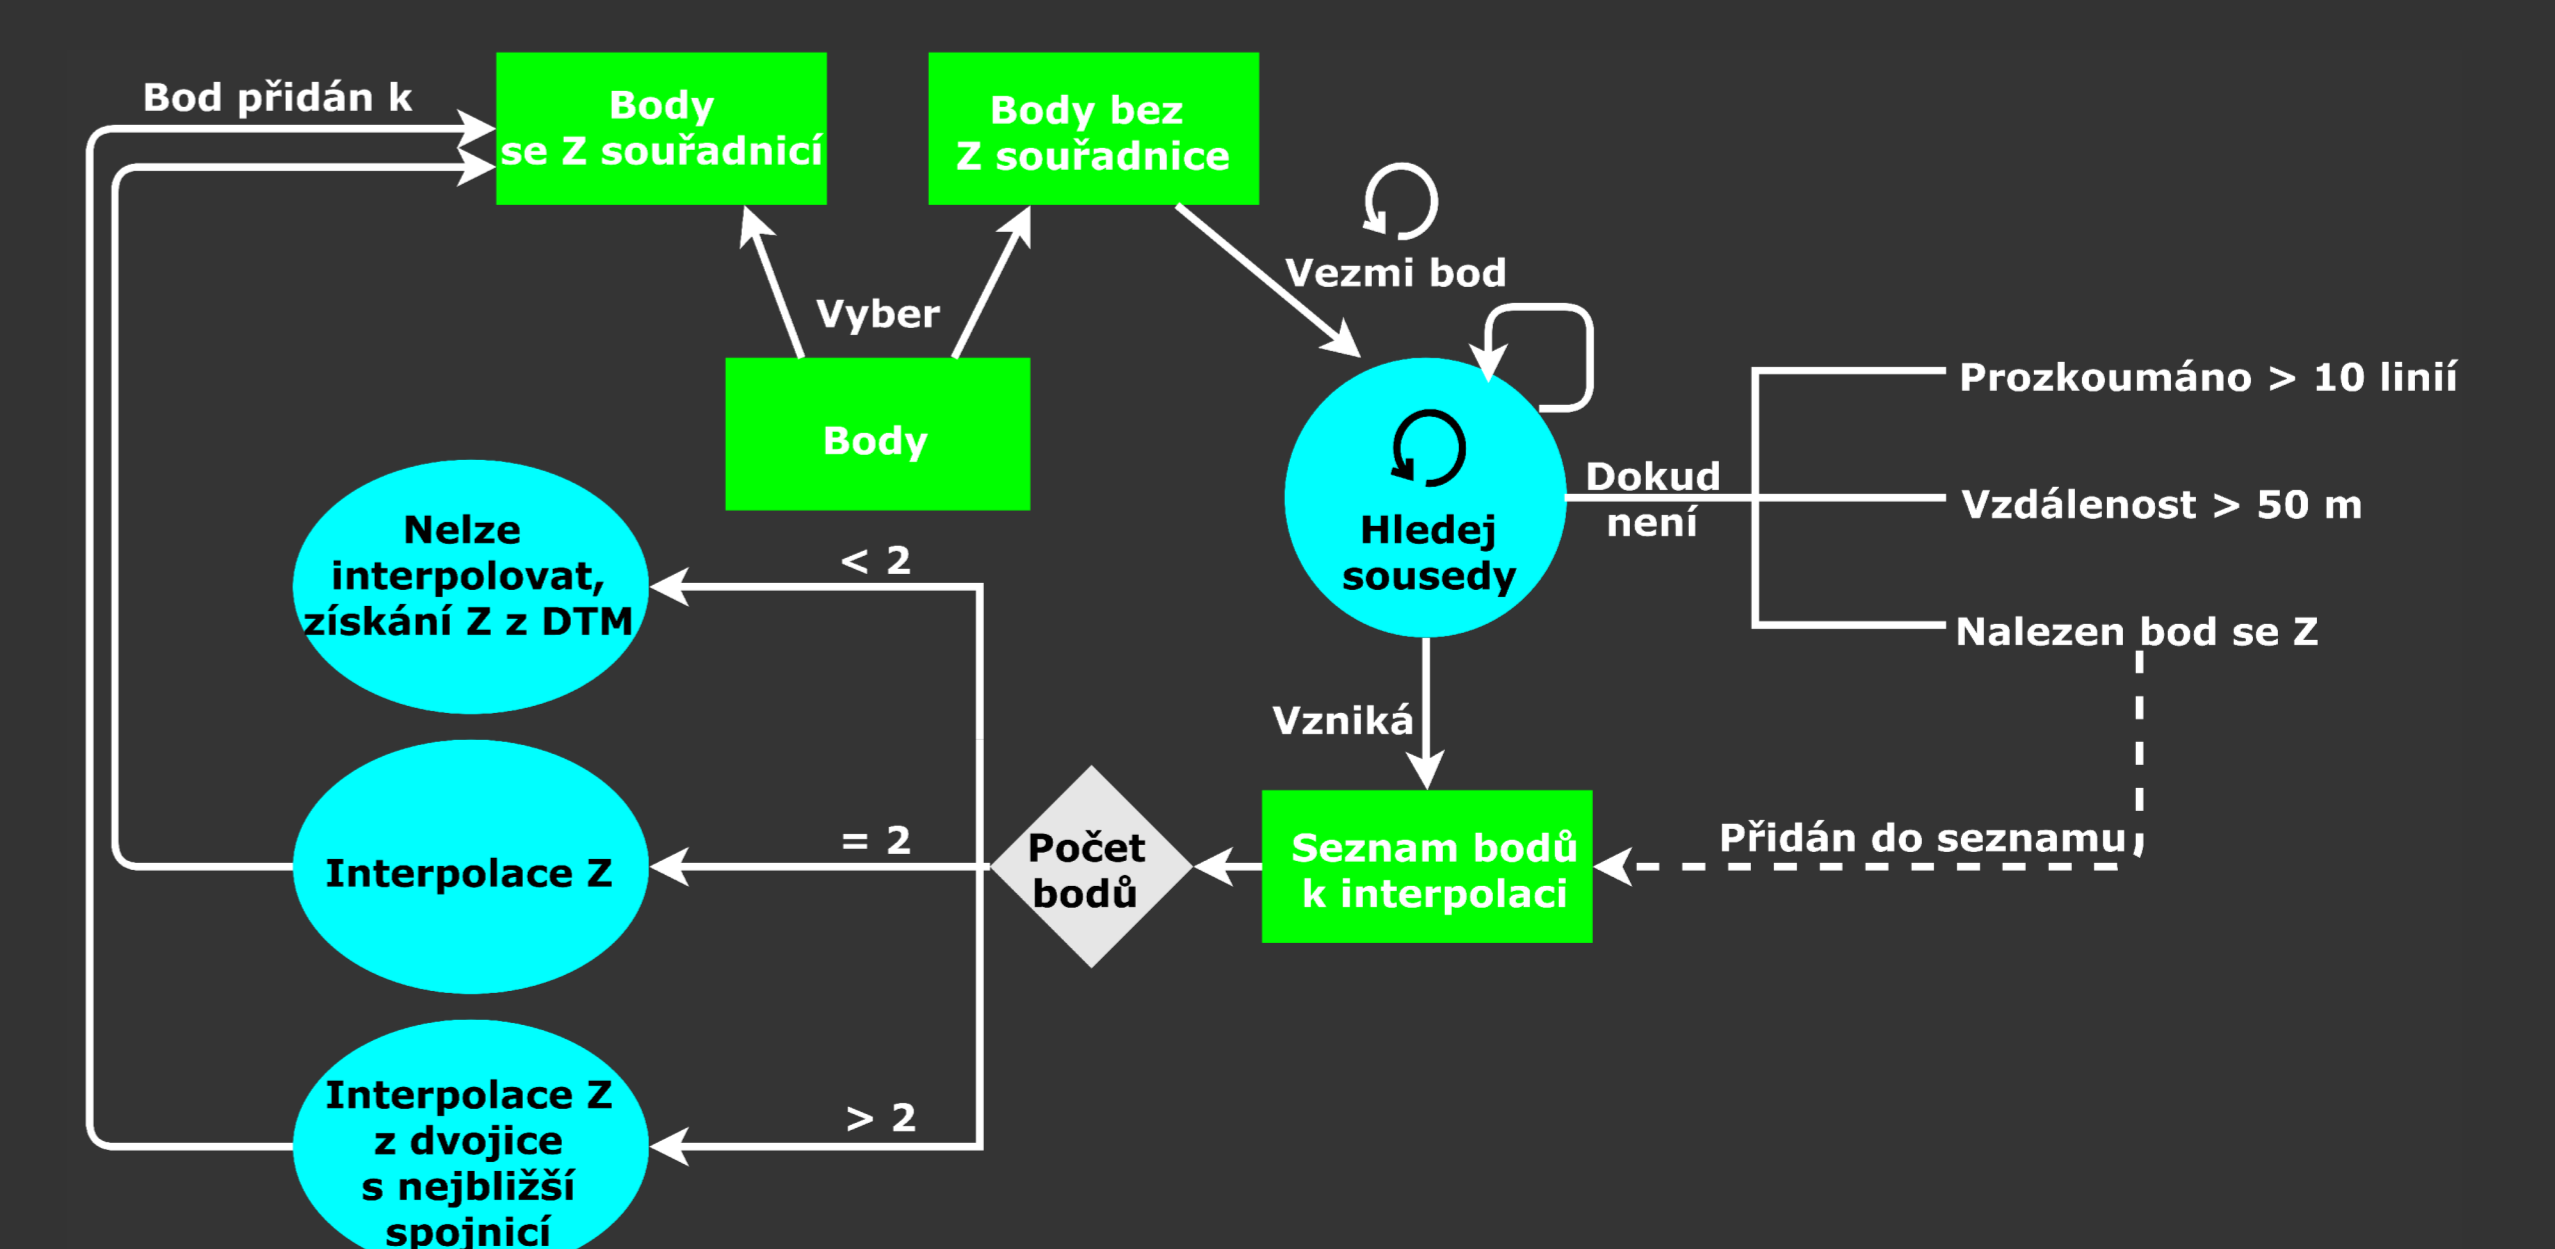 Bod přidán k
Body
se Z souřadnicí
Body bez
Z souřadnice
Vezmi bod
Vyber
Body
Hledej
sousedy
Dokud
není
Prozkoumáno > 10 linií
Vzdálenost > 50 m
Nalezen bod se Z
Nelze
interpolovat,
získání Z z DTM
< 2
Vzniká
Přidán do seznamu
Seznam bodů
k interpolaci
Počet
bodů
= 2
Interpolace Z
> 2
Interpolace Z
z dvojice
s nejbližší
spojnicí